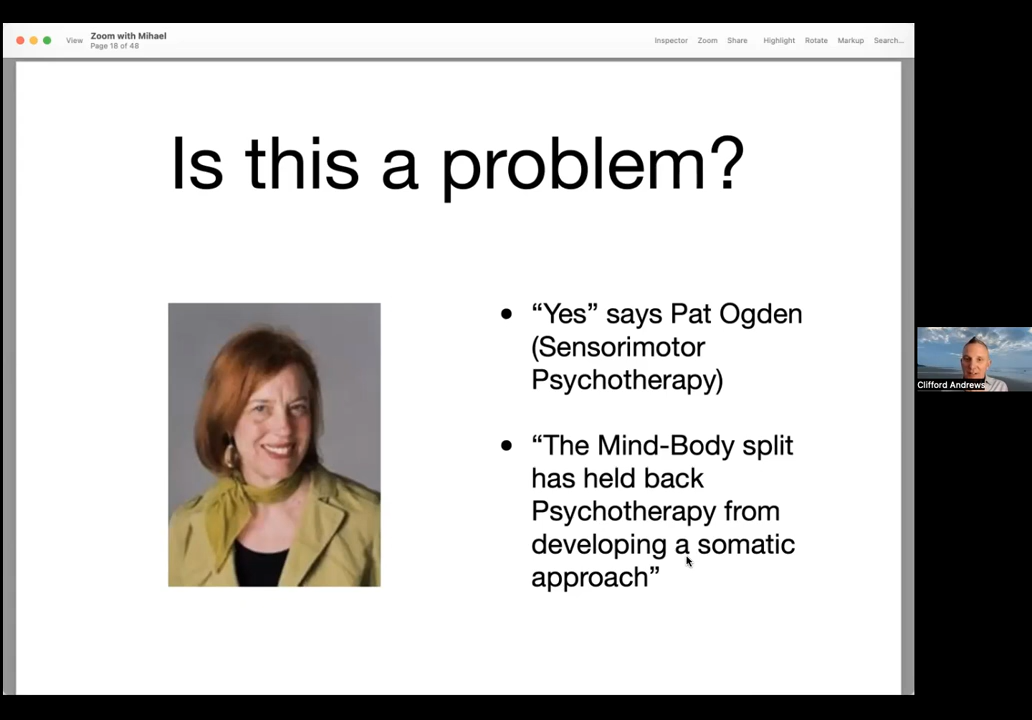 View
Zoom with Mihael
Page 18 of 48
Inspector Zoom Share Highlight Rotate Markup Search...
Is this a problem?
• “Yes” says Pat Ogden
(Sensorimotor
Psychotherapy)
• “The Mind-Body split
has held back
Psychotherapy from
developing a somatic
approach”
Clifford Andrews